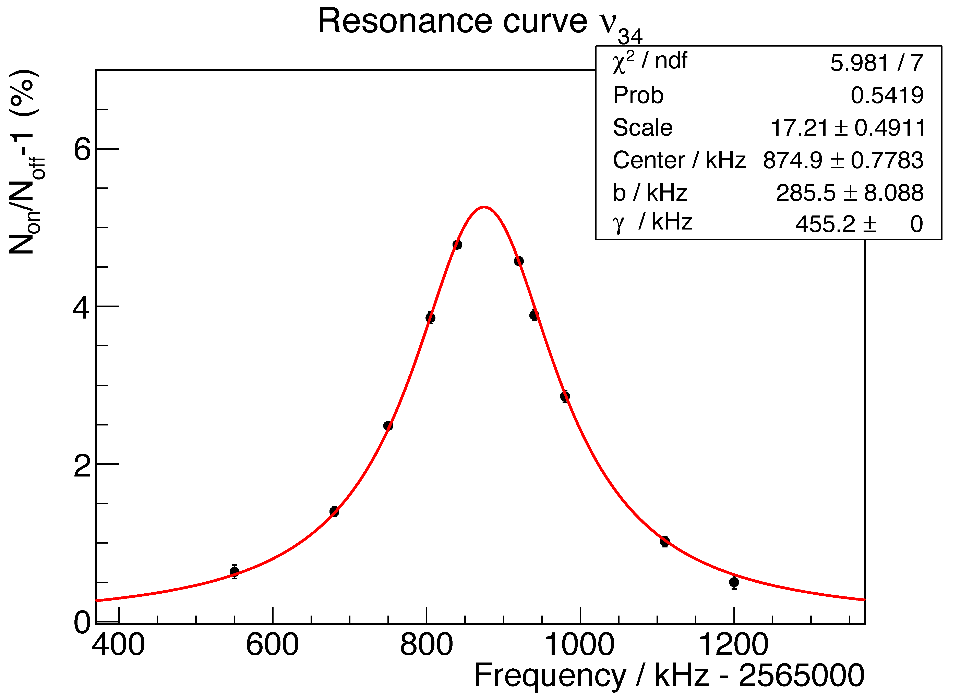 Resonance curve ν34
χ2 / ndf 5.981 / 7
Prob 0.5419
Scale 17.21 ± 0.4911
Center / kHz 874.9 ± 0.7783
b / kHz 285.5 ± 8.088
γ / kHz 455.2 ± 0
Non/Noff-1 (%)
6
4
2
0
400 600 800 1000 1200
Frequency / kHz - 2565000